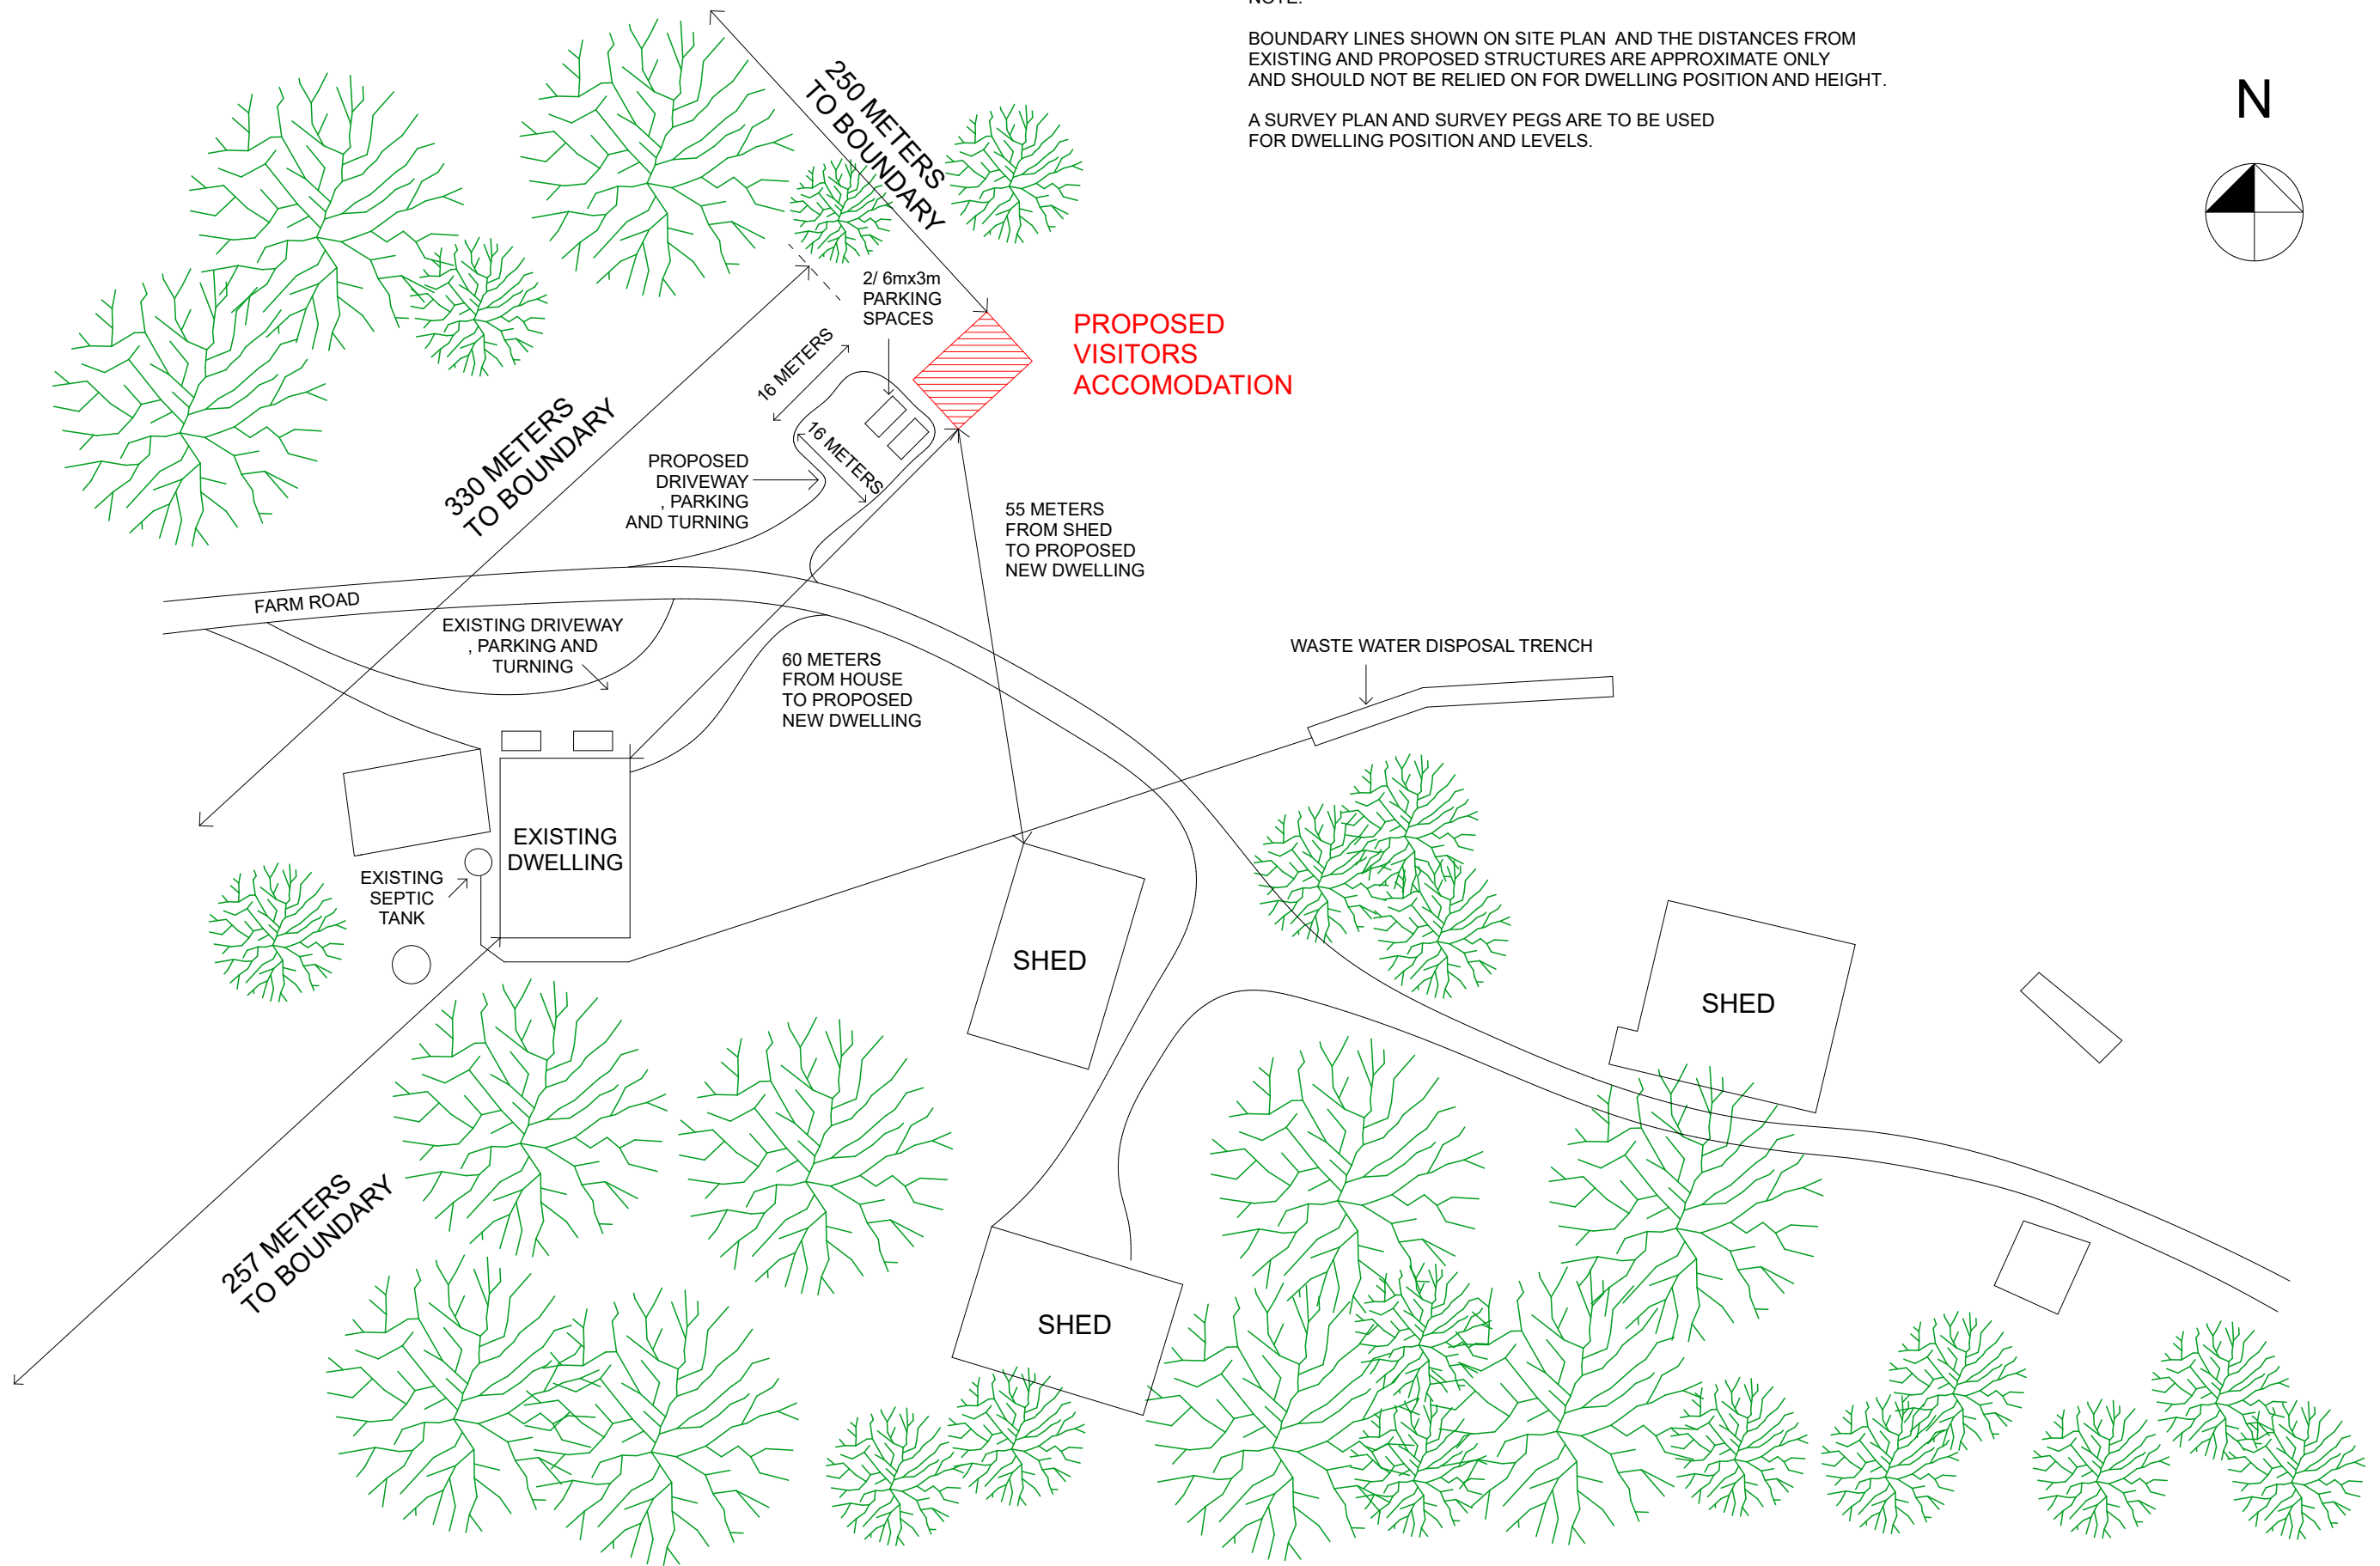 NOTE:
BOUNDARY LINES SHOWN ON SITE PLAN AND THE DISTANCES FROM
EXISTING AND PROPOSED STRUCTURES ARE APPROXIMATE ONLY
AND SHOULD NOT BE RELIED ON FOR DWELLING POSITION AND HEIGHT.
A SURVEY PLAN AND SURVEY PEGS ARE TO BE USED
FOR DWELLING POSITION AND LEVELS.
N
250 METERS
TO BOUNDARY
2/ 6mx3m
PARKING
SPACES
PROPOSED
VISITORS
ACCOMODATION
16 METERS
16 METERS
330 METERS
TO BOUNDARY
PROPOSED
DRIVEWAY
, PARKING
AND TURNING
55 METERS
FROM SHED
TO PROPOSED
NEW DWELLING
FARM ROAD
EXISTING DRIVEWAY
, PARKING AND
TURNING
60 METERS
FROM HOUSE
TO PROPOSED
NEW DWELLING
WASTE WATER DISPOSAL TRENCH
EXISTING
DWELLING
EXISTING
SEPTIC
TANK
SHED
SHED
257 METERS
TO BOUNDARY
SHED